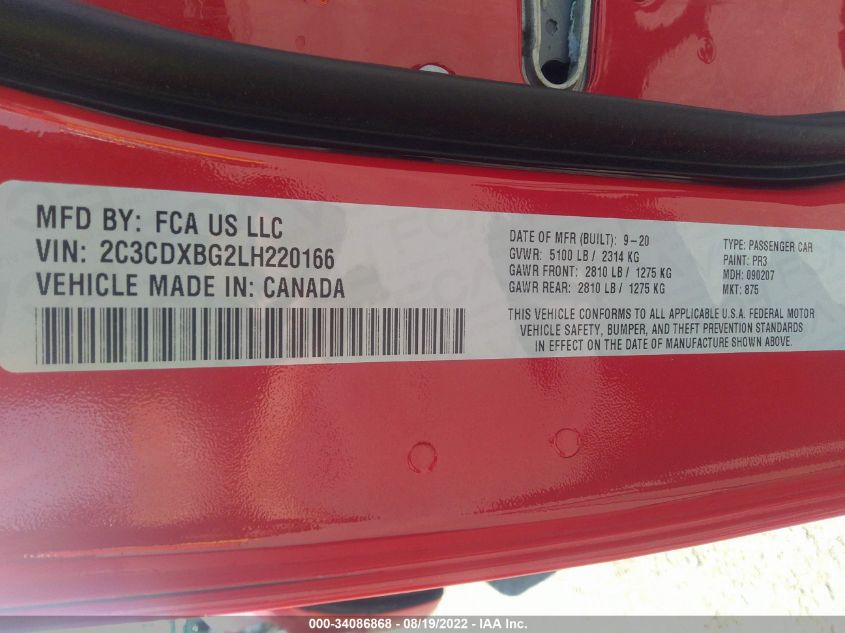 MFD BY: FCA US LLC
VIN: 2C3CDXBG2LH220166
VEHICLE MADE IN: CANADA
DATE OF MFR (BUILT): 9-20
GVWR: 5100 LB / 2314 KG
GAWR FRONT: 2810 LB / 1275 KG
GAWR REAR: 2810 LB / 1275 KG
TYPE: PASSENGER CAR
PAINT: PR3
MDH: 090207
MKT: 875
THIS VEHICLE CONFORMS TO ALL APPLICABLE U.S.A. FEDERAL MOTOR
VEHICLE SAFETY, BUMPER, AND THEFT PREVENTION STANDARDS
IN EFFECT ON THE DATE OF MANUFACTURE SHOWN ABOVE.
000-34086868 - 08/19/2022 - IAA Inc.